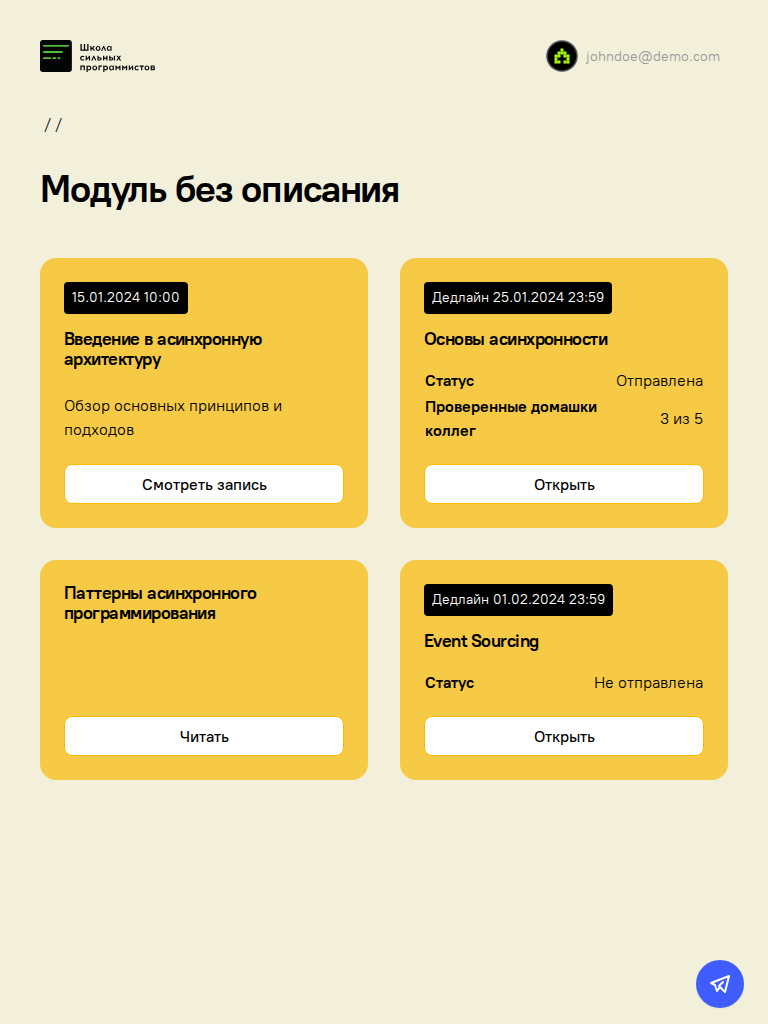 Школа
сильных
программистов
johndoe@demo.com
//
Модуль без описания
15.01.2024 10:00
Введение в асинхронную
архитектуру
Обзор основных принципов и
подходов
Смотреть запись
Дедлайн 25.01.2024 23:59
Основы асинхронности
Статус Отправлена
Проверенные домашки
коллег 3 из 5
Открыть
Паттерны асинхронного
программирования
Читать
Дедлайн 01.02.2024 23:59
Event Sourcing
Статус Не отправлена
Открыть